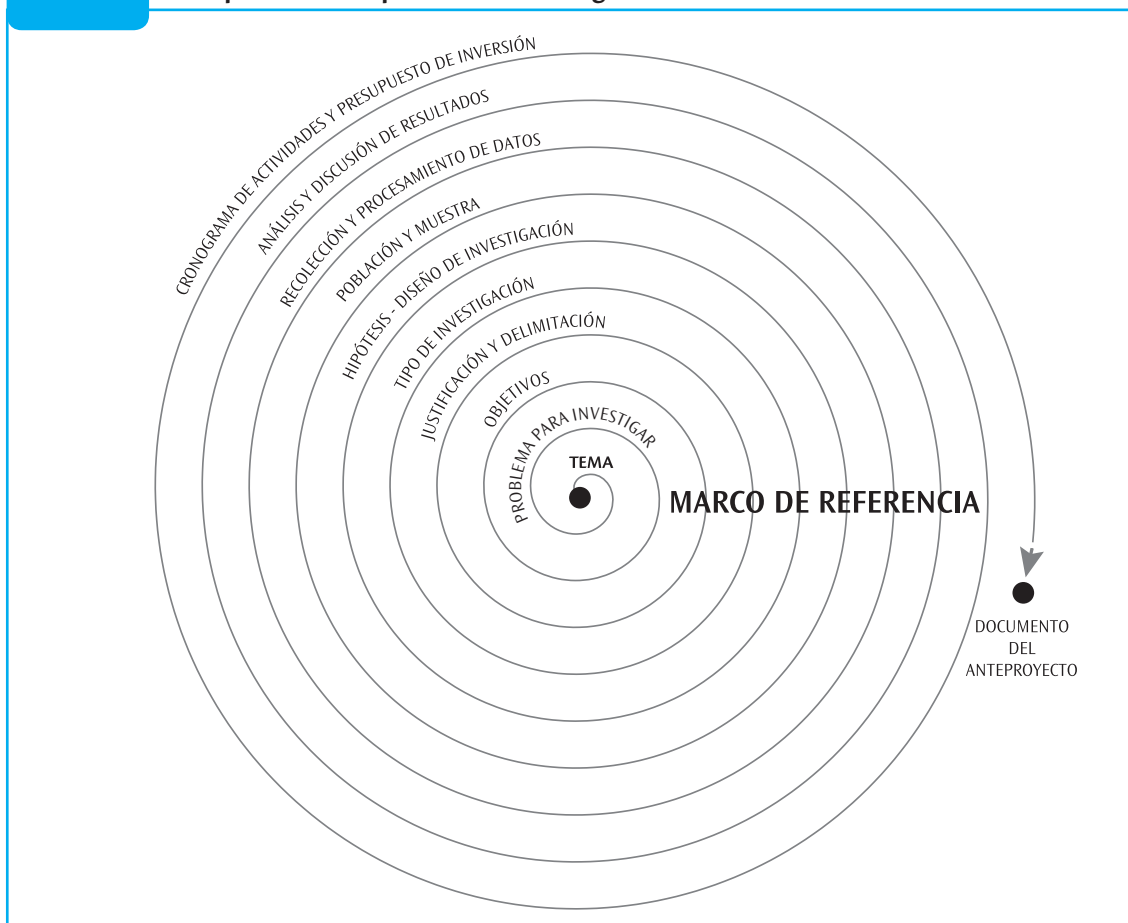 CRONOGRAMA DE ACTIVIDADES Y PRESUPUESTO DE INVERSIÓN
ANÁLISIS Y DISCUSIÓN DE RESULTADOS
RECOLECCIÓN Y PROCESAMIENTO DE DATOS
POBLACIÓN Y MUESTRA
HIPÓTESIS - DISEÑO DE INVESTIGACIÓN
TIPO DE INVESTIGACIÓN
JUSTIFICACIÓN Y DELIMITACIÓN
OBJETIVOS
PROBLEMA PARA INVESTIGAR
TEMA
MARCO DE REFERENCIA
DOCUMENTO
DEL
ANTEPROYECTO